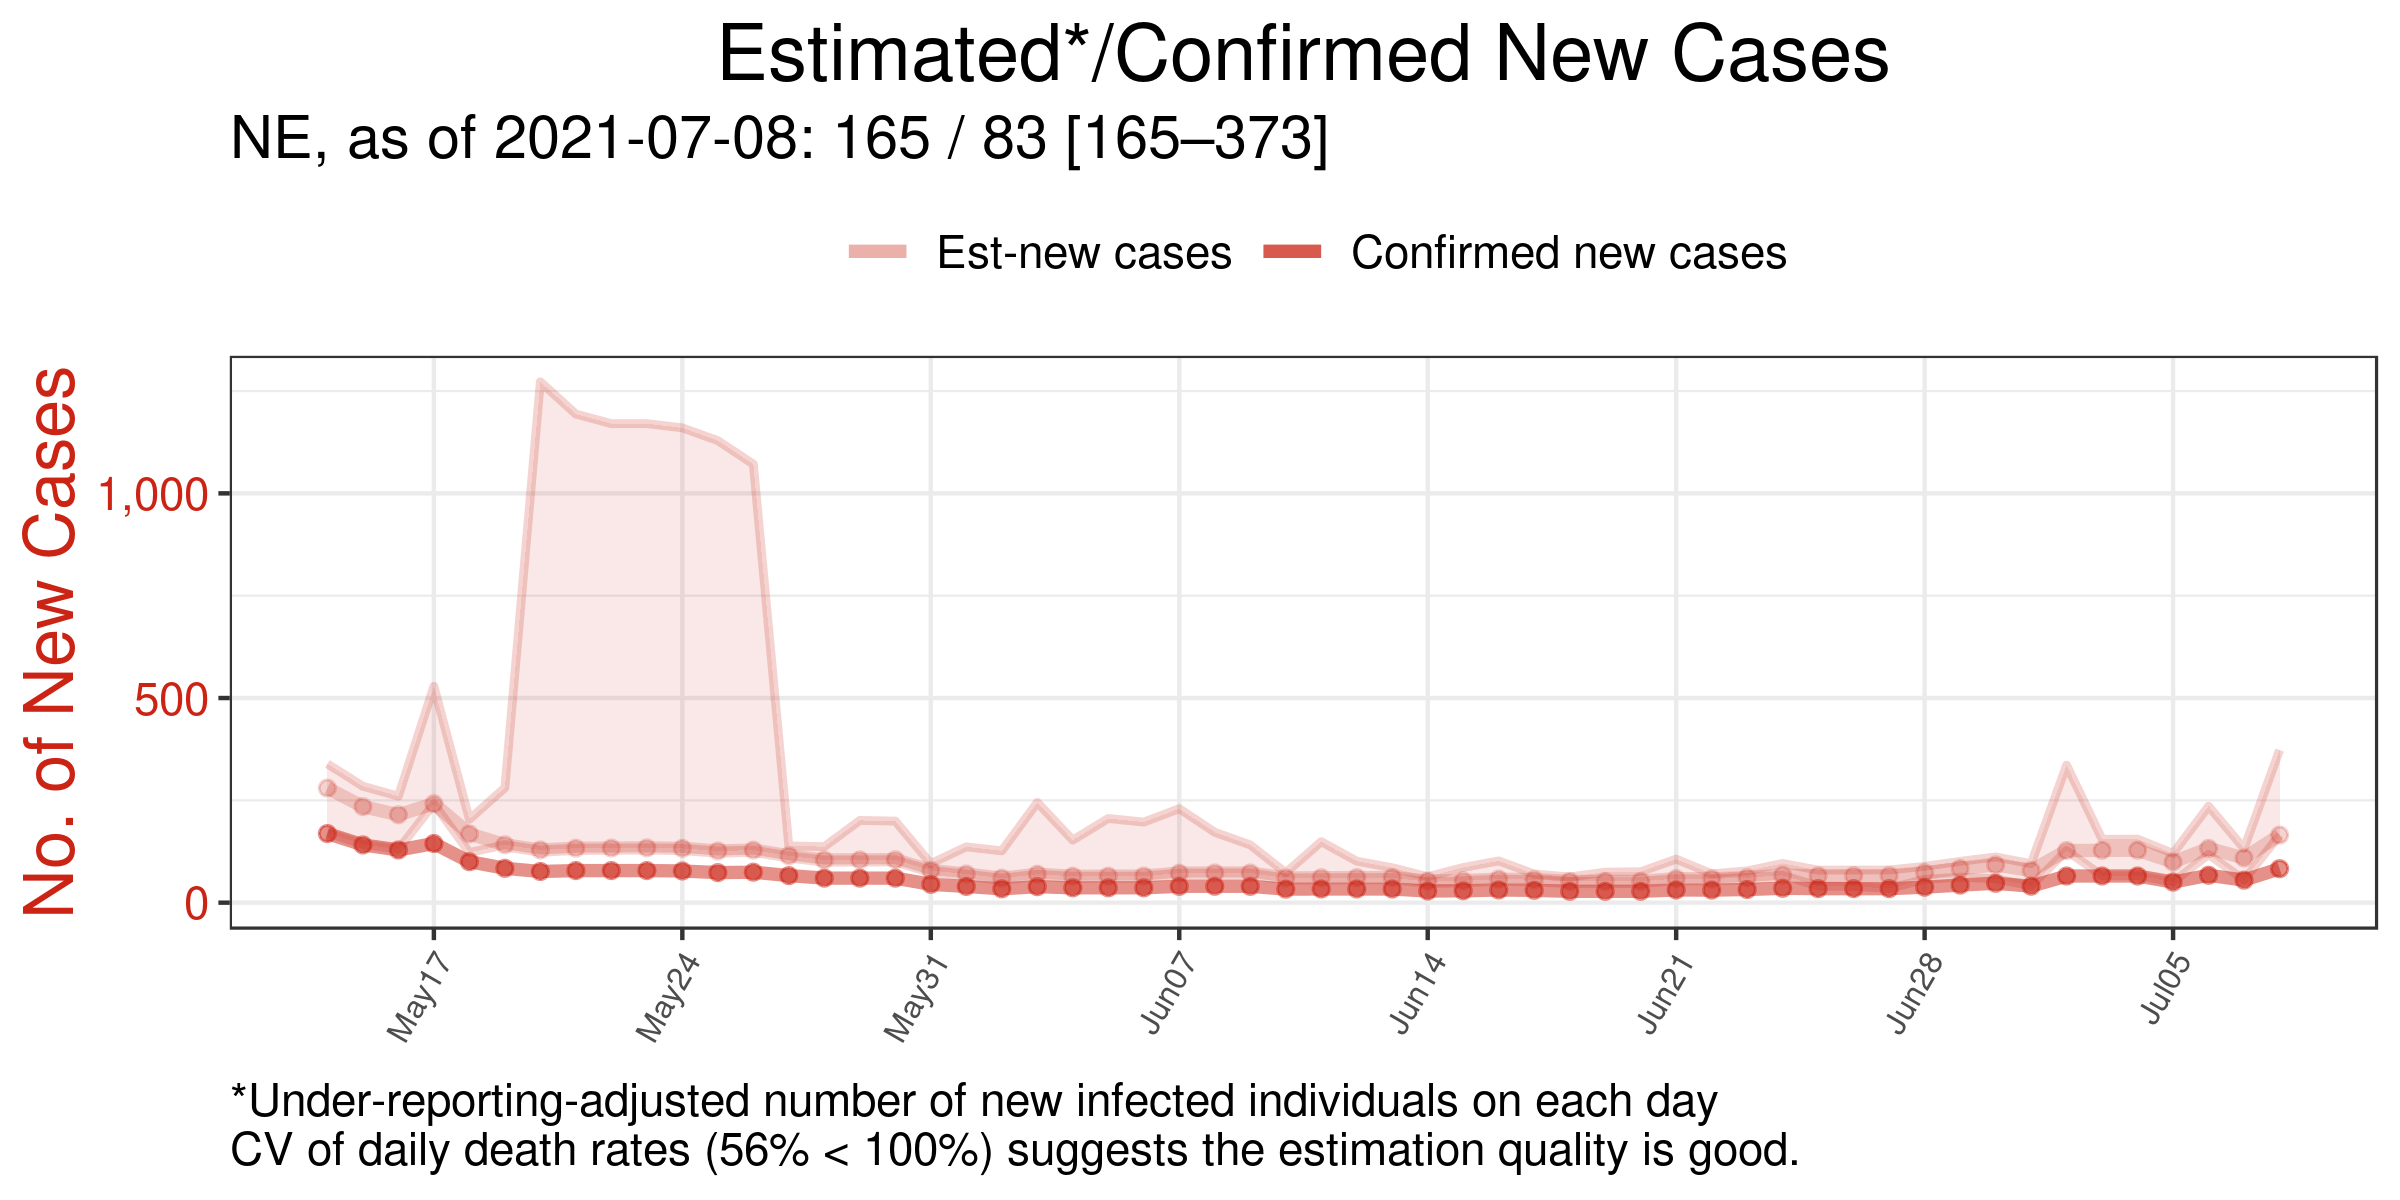 Estimated*/Confirmed New Cases
NE, as of 2021-07-08: 165 / 83 [165–373]
Est-new cases Confirmed new cases
No. of New Cases
1,000
500
0
May17 May24 May31 Jun07 Jun14 Jun21 Jun28 Jul05
*Under-reporting-adjusted number of new infected individuals on each day
CV of daily death rates (56% < 100%) suggests the estimation quality is good.